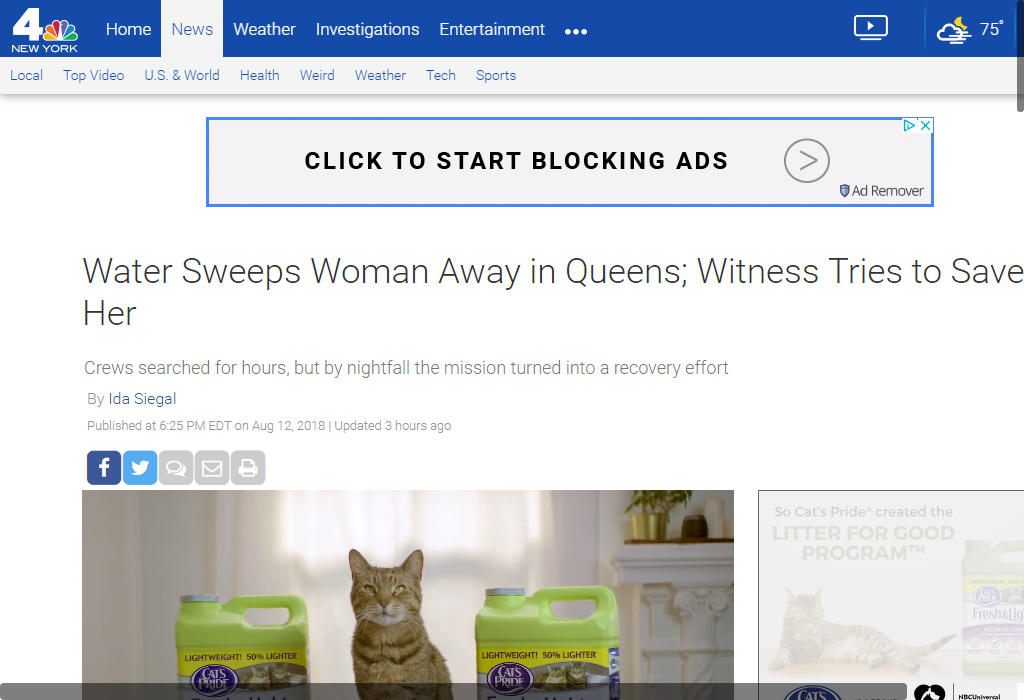 4
NEW YORK
Home News Weather Investigations Entertainment •••
75°
Local Top Video U.S. & World Health Weird Weather Tech Sports
CLICK TO START BLOCKING ADS
Ad Remover
Water Sweeps Woman Away in Queens; Witness Tries to Save
Her
Crews searched for hours, but by nightfall the mission turned into a recovery effort
By Ida Siegal
Published at 6:25 PM EDT on Aug 12, 2018 | Updated 3 hours ago
So Cat's Pride® created the
LITTER FOR GOOD
PROGRAM™
LIGHTWEIGHT! 50% LIGHTER
CAT'S
PRIDE
LIGHTWEIGHT! 50% LIGHTER
CAT'S
PRIDE
CAT'S
PRIDE
Fresh&Lig
CAT'S
NBCUniversal